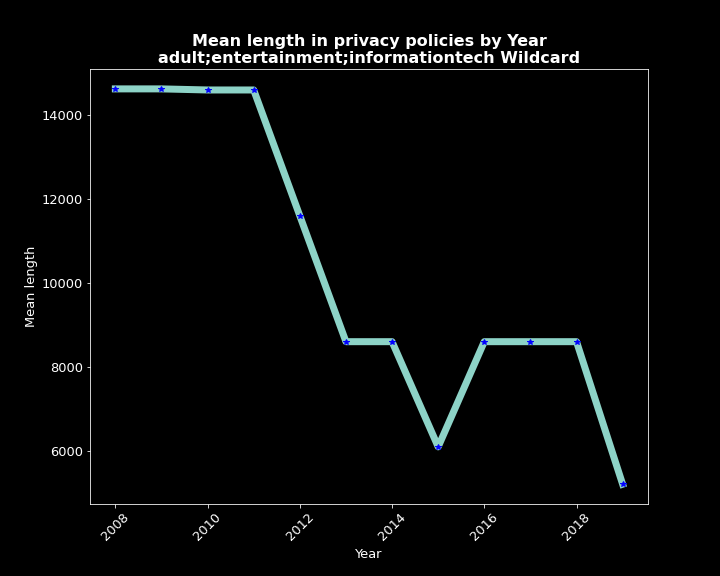 Mean length in privacy policies by Year
adult;entertainment;informationtech Wildcard
14000
12000
10000
8000
6000
Mean length
2008
2010
2012
2014
2016
2018
Year